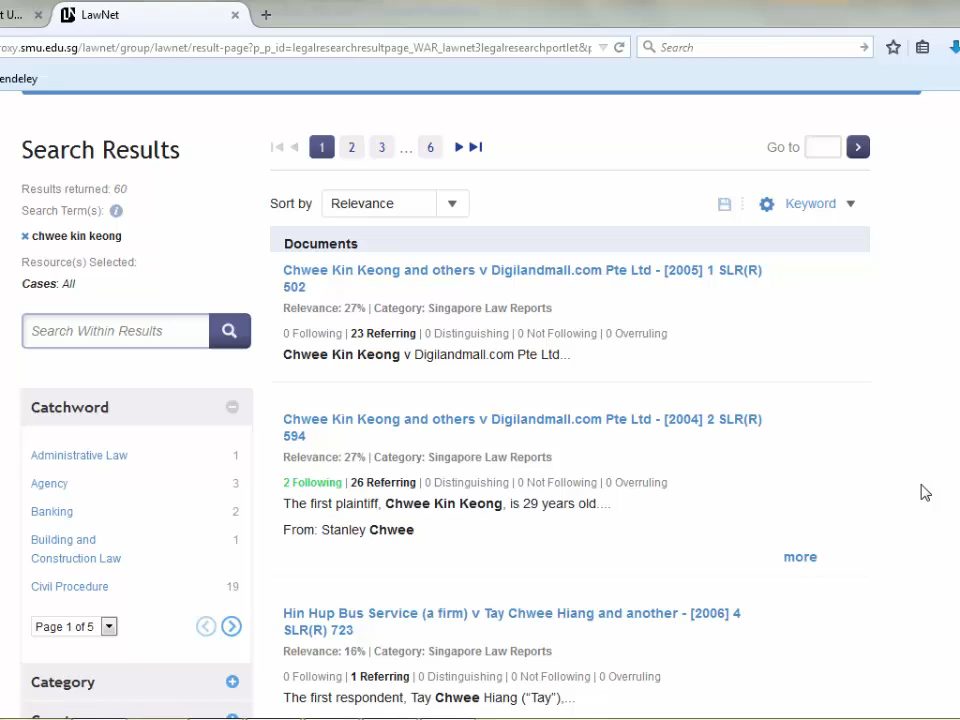 t U... × LN LawNet × +
oxy.smu.edu.sg/lawnet/group/lawnet/result-page?p_p_id=legalresearchresultpage_WAR_lawnet3legalresearchportlet&p Search
endeley
Search Results
1 2 3 ... 6 Go to
Results returned: 60
Search Term(s):
Sort by Relevance Keyword
× chwee kin keong
Documents
Resource(s) Selected:
Cases: All
Chwee Kin Keong and others v Digilandmall.com Pte Ltd - [2005] 1 SLR(R)
502
Relevance: 27% | Category: Singapore Law Reports
Search Within Results
0 Following | 23 Referring | 0 Distinguishing | 0 Not Following | 0 Overruling
Chwee Kin Keong v Digilandmall.com Pte Ltd...
Catchword
Chwee Kin Keong and others v Digilandmall.com Pte Ltd - [2004] 2 SLR(R)
594
Administrative Law 1
Relevance: 27% | Category: Singapore Law Reports
Agency 3
2 Following | 26 Referring | 0 Distinguishing | 0 Not Following | 0 Overruling
The first plaintiff, Chwee Kin Keong, is 29 years old....
Banking 2
From: Stanley Chwee
Building and
Construction Law 1
more
Civil Procedure 19
Page 1 of 5
Hin Hup Bus Service (a firm) v Tay Chwee Hiang and another - [2006] 4
SLR(R) 723
Relevance: 16% | Category: Singapore Law Reports
0 Following | 1 Referring | 0 Distinguishing | 0 Not Following | 0 Overruling
Category
The first respondent, Tay Chwee Hiang (“Tay”),...